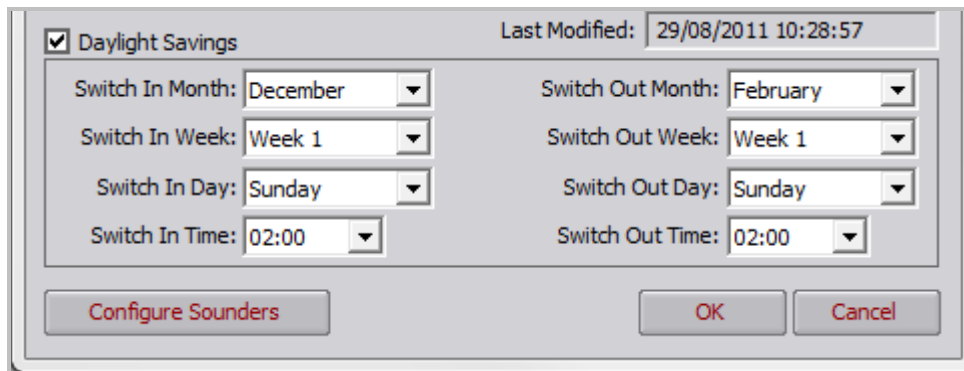 Daylight Savings Last Modified: 29/08/2011 10:28:57
Switch In Month: December Switch Out Month: February
Switch In Week: Week 1 Switch Out Week: Week 1
Switch In Day: Sunday Switch Out Day: Sunday
Switch In Time: 02:00 Switch Out Time: 02:00
Configure Sounders OK Cancel